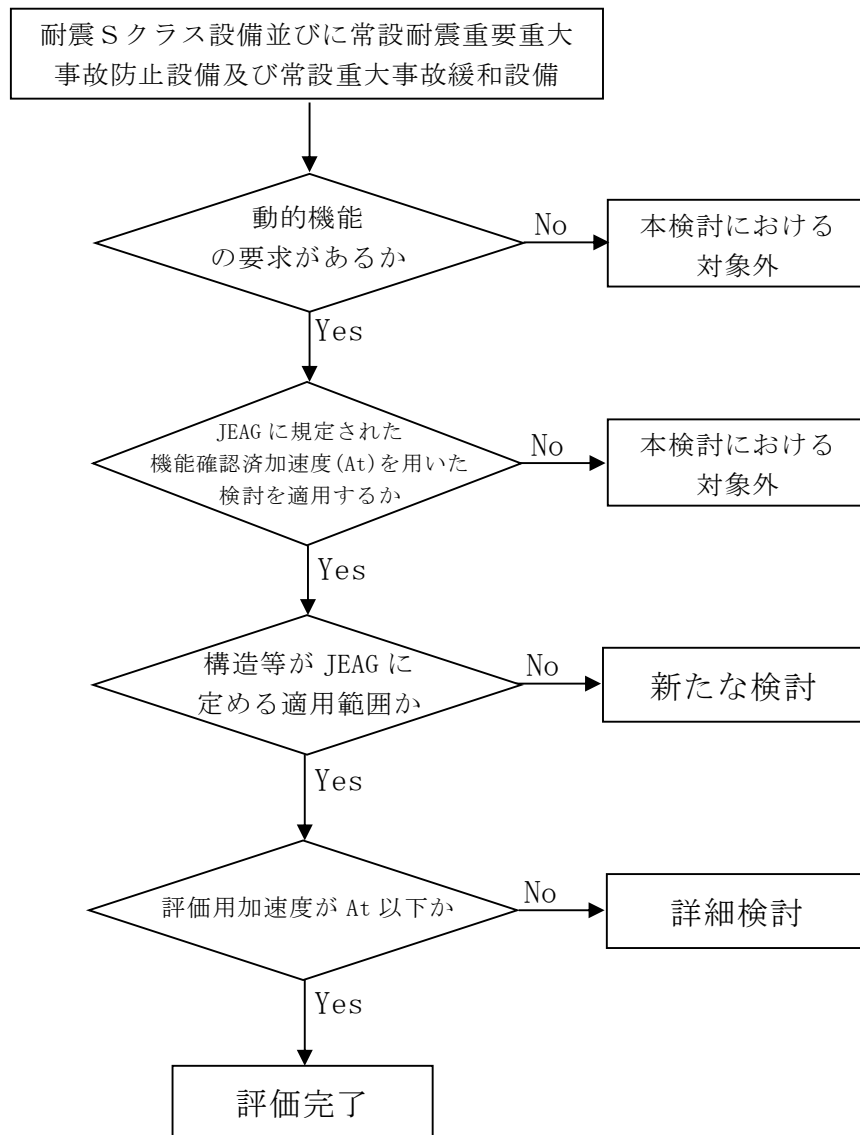 耐震Ｓクラス設備並びに常設耐震重要重大
事故防止設備及び常設重大事故緩和設備
動的機能
の要求があるか
No
本検討における
対象外
Yes
JEAG に規定された
機能確認済加速度(At)を用いた
検討を適用するか
No
本検討における
対象外
Yes
構造等が JEAG に
定める適用範囲か
No
新たな検討
Yes
評価用加速度が At 以下か
No
詳細検討
Yes
評価完了